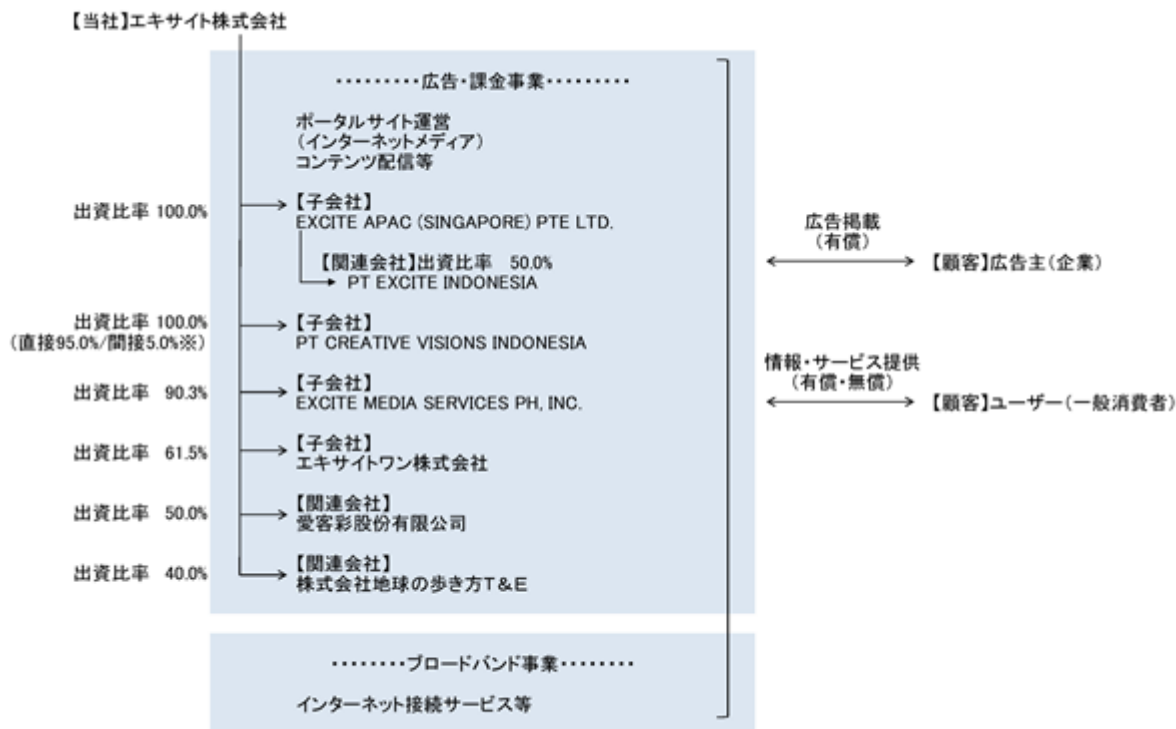 【当社】エキサイト株式会社
・・・・・・・・・広告・課金事業・・・・・・・・・
ポータルサイト運営
(インターネットメディア)
コンテンツ配信等
出資比率 100.0%
【子会社】
EXCITE APAC (SINGAPORE) PTE LTD.
【関連会社】出資比率 50.0%
PT EXCITE INDONESIA
出資比率 100.0%
(直接95.0%/間接5.0%※)
【子会社】
PT CREATIVE VISIONS INDONESIA
出資比率 90.3%
【子会社】
EXCITE MEDIA SERVICES PH, INC.
出資比率 61.5%
【子会社】
エキサイトワン株式会社
出資比率 50.0%
【関連会社】
愛客彩股份有限公司
出資比率 40.0%
【関連会社】
株式会社地球の歩き方T&E
広告掲載
(有償)
【顧客】広告主(企業)
情報・サービス提供
(有償・無償)
【顧客】ユーザー(一般消費者)
・・・・・・・・ブロードバンド事業・・・・・・・・
インターネット接続サービス等